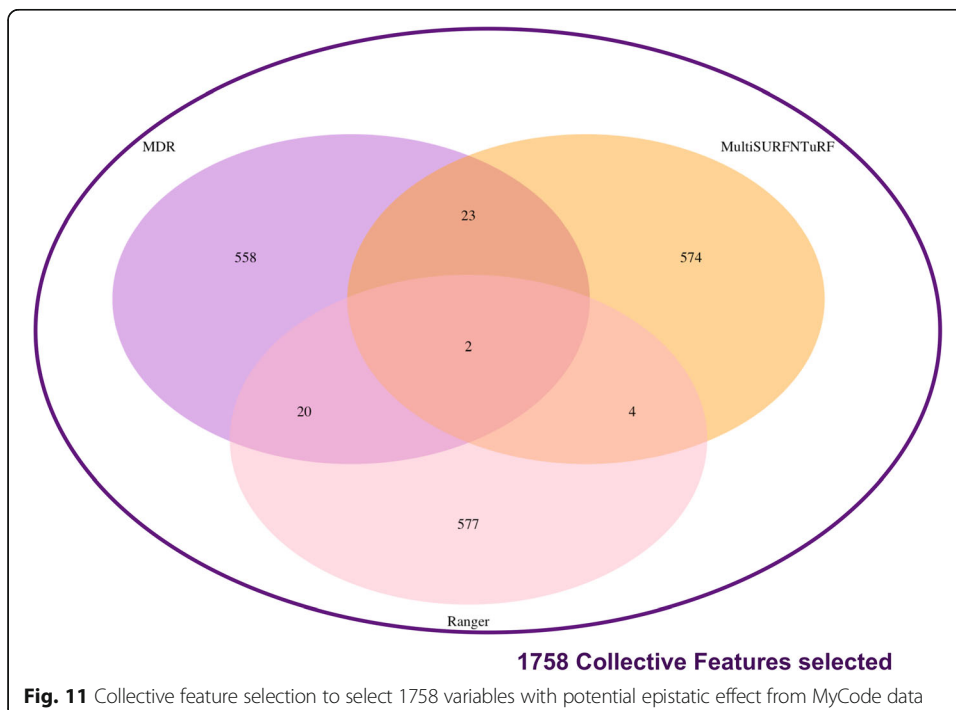 MDR
MultiSURFNTuRF
23
558
574
2
20
4
577
Ranger
1758 Collective Features selected
Fig. 11 Collective feature selection to select 1758 variables with potential epistatic effect from MyCode data